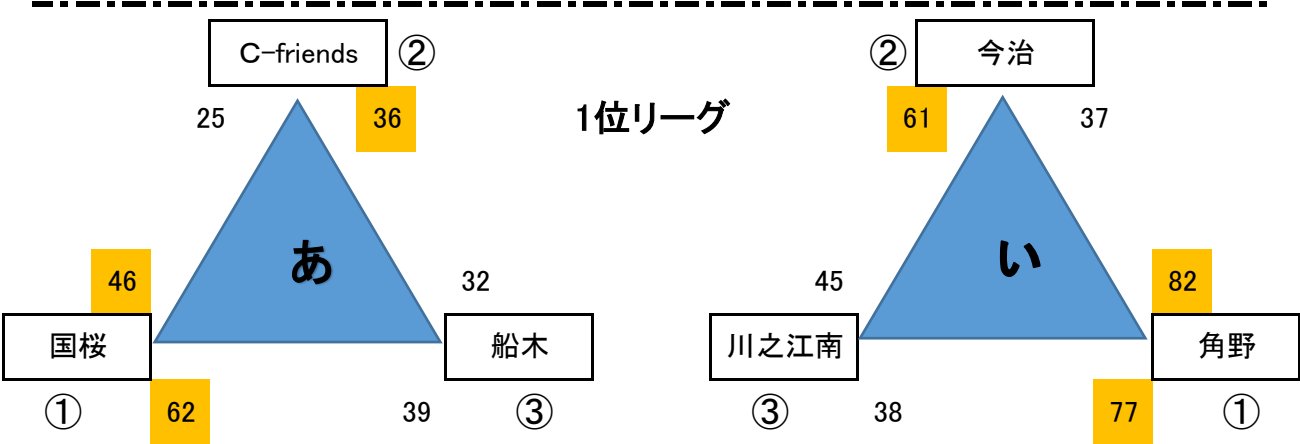 C-friends ②
② 今治
25 36
1位リーグ
61 37
あ
い
46 32
45 82
国桜 船木
川之江南 角野
① 62 39 ③
③ 38 77 ①